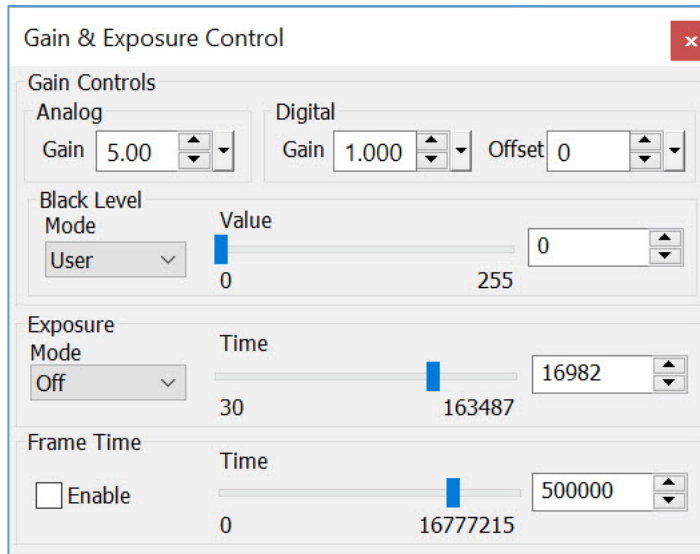 Gain & Exposure Control
x
Gain Controls
Analog
Gain 5.00
Digital
Gain 1.000 Offset 0
Black Level
Mode
User
Value
0 255
0
Exposure
Mode
Off
Time
30 163487
16982
Frame Time
Enable
Time
0 16777215
500000